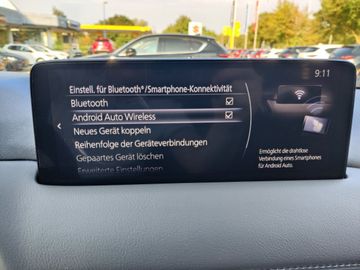 9:11
Einstell. für Bluetooth®/Smartphone-Konnektivität
Bluetooth
Android Auto Wireless
Neues Gerät koppeln
Reihenfolge der Geräteverbindungen
Gepaartes Gerät löschen
Erweiterte Einstellungen
Ermöglicht die drahtlose
Verbindung eines Smartphones
für Android Auto.